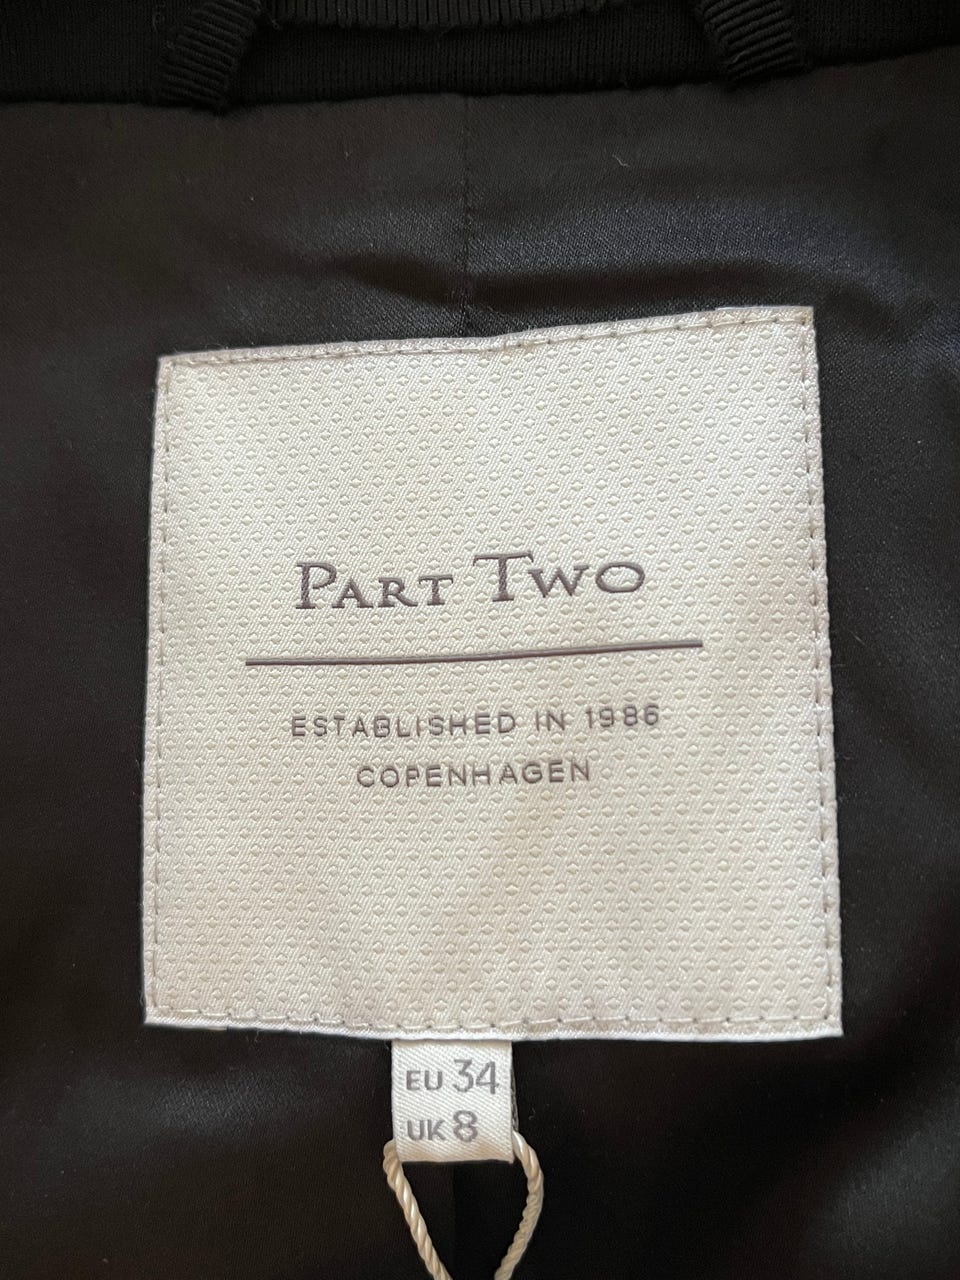 PART TWO
ESTABLISHED IN 1986
COPENHAGEN
EU 34
UK 8